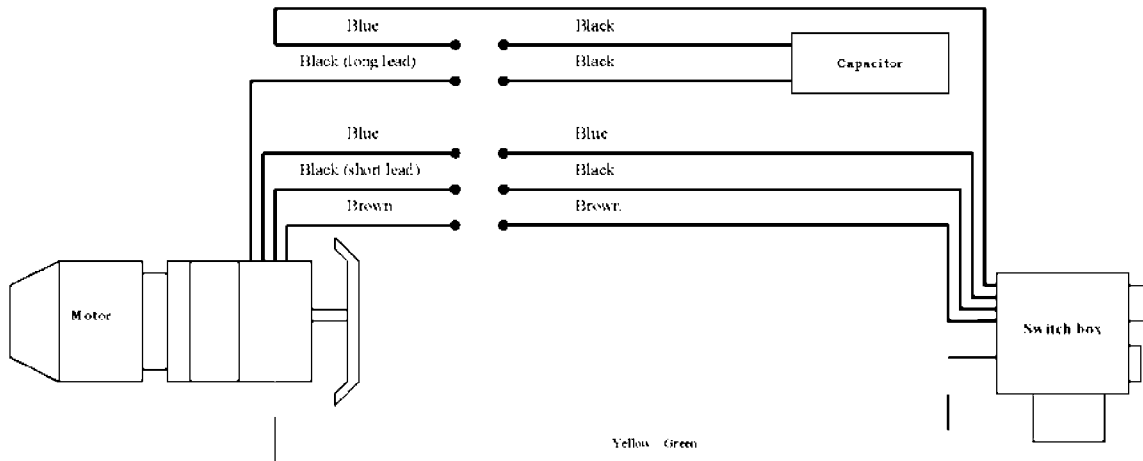 Blue Black
Black (long lead) Black
Capacitor
Blue Blue
Black (short lead) Black
Brown Brown
Motor
Switch box
Yellow Green